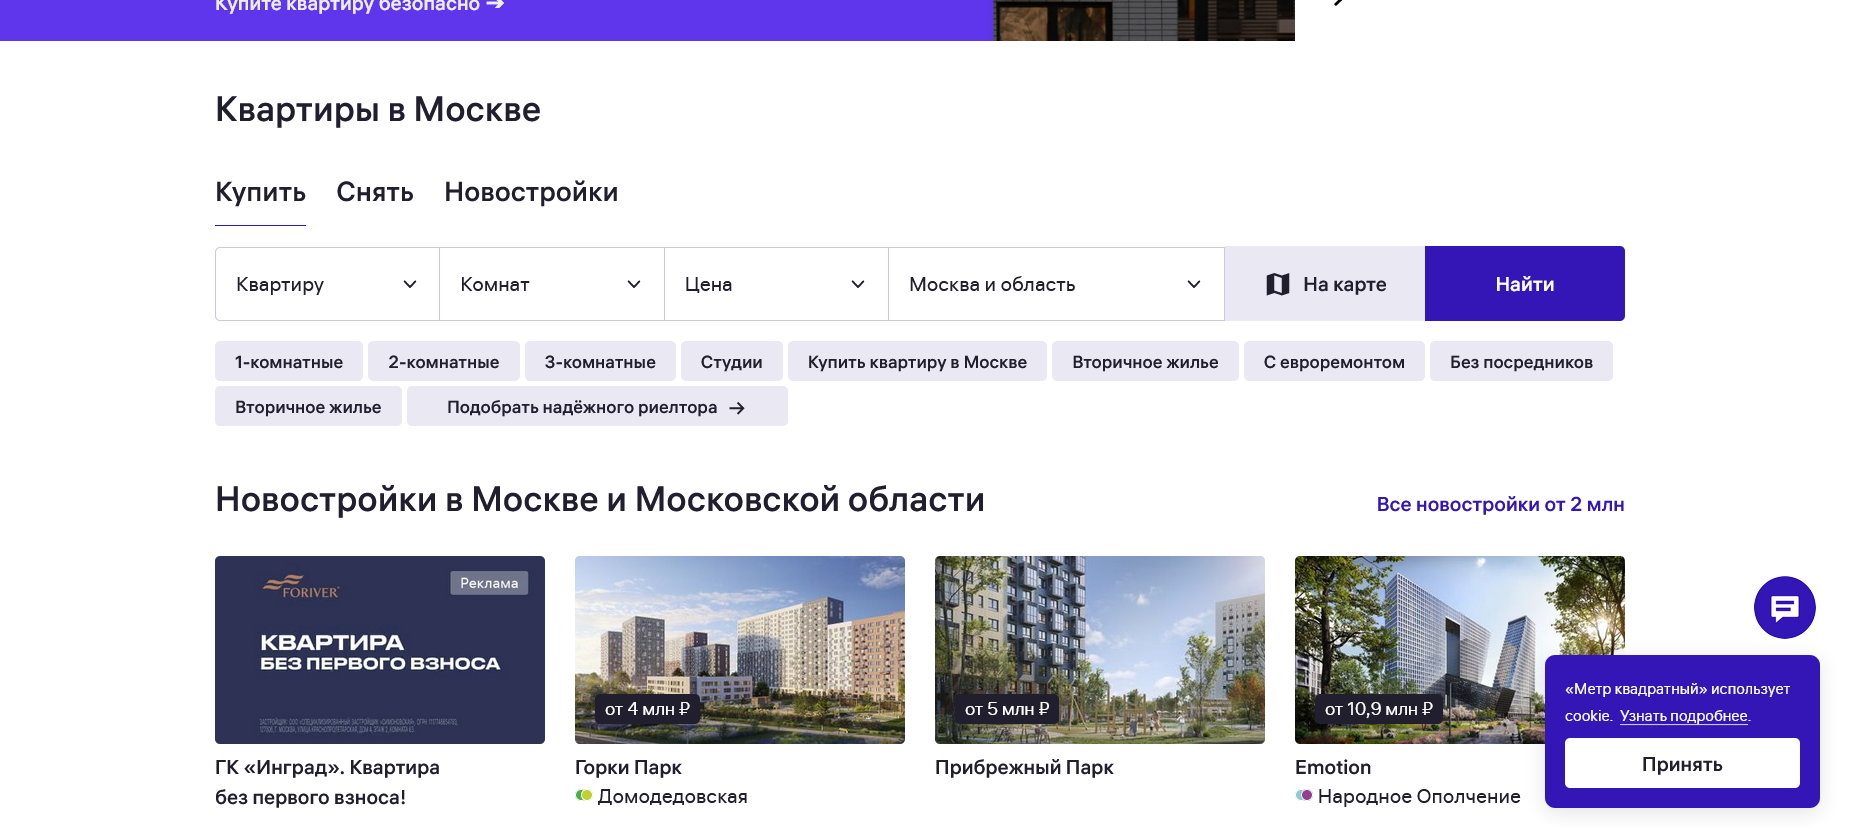 Купите квартиру безопасно →
Квартиры в Москве
Купить Снять Новостройки
Квартиру Комнат Цена Москва и область На карте Найти
1-комнатные 2-комнатные 3-комнатные Студии Купить квартиру в Москве Вторичное жилье С евроремонтом Без посредников
Вторичное жилье Подобрать надёжного риелтора →
Новостройки в Москве и Московской области
Все новостройки от 2 млн
FORIVER
Реклама
КВАРТИРА
БЕЗ ПЕРВОГО ВЗНОСА
ГК «Инград». Квартира
без первого взноса!
от 4 млн ₽
Горки Парк
Домодедовская
от 5 млн ₽
Прибрежный Парк
от 10,9 млн ₽
Emotion
Народное Ополчение
«Метр квадратный» использует
cookie. Узнать подробнее.
Принять